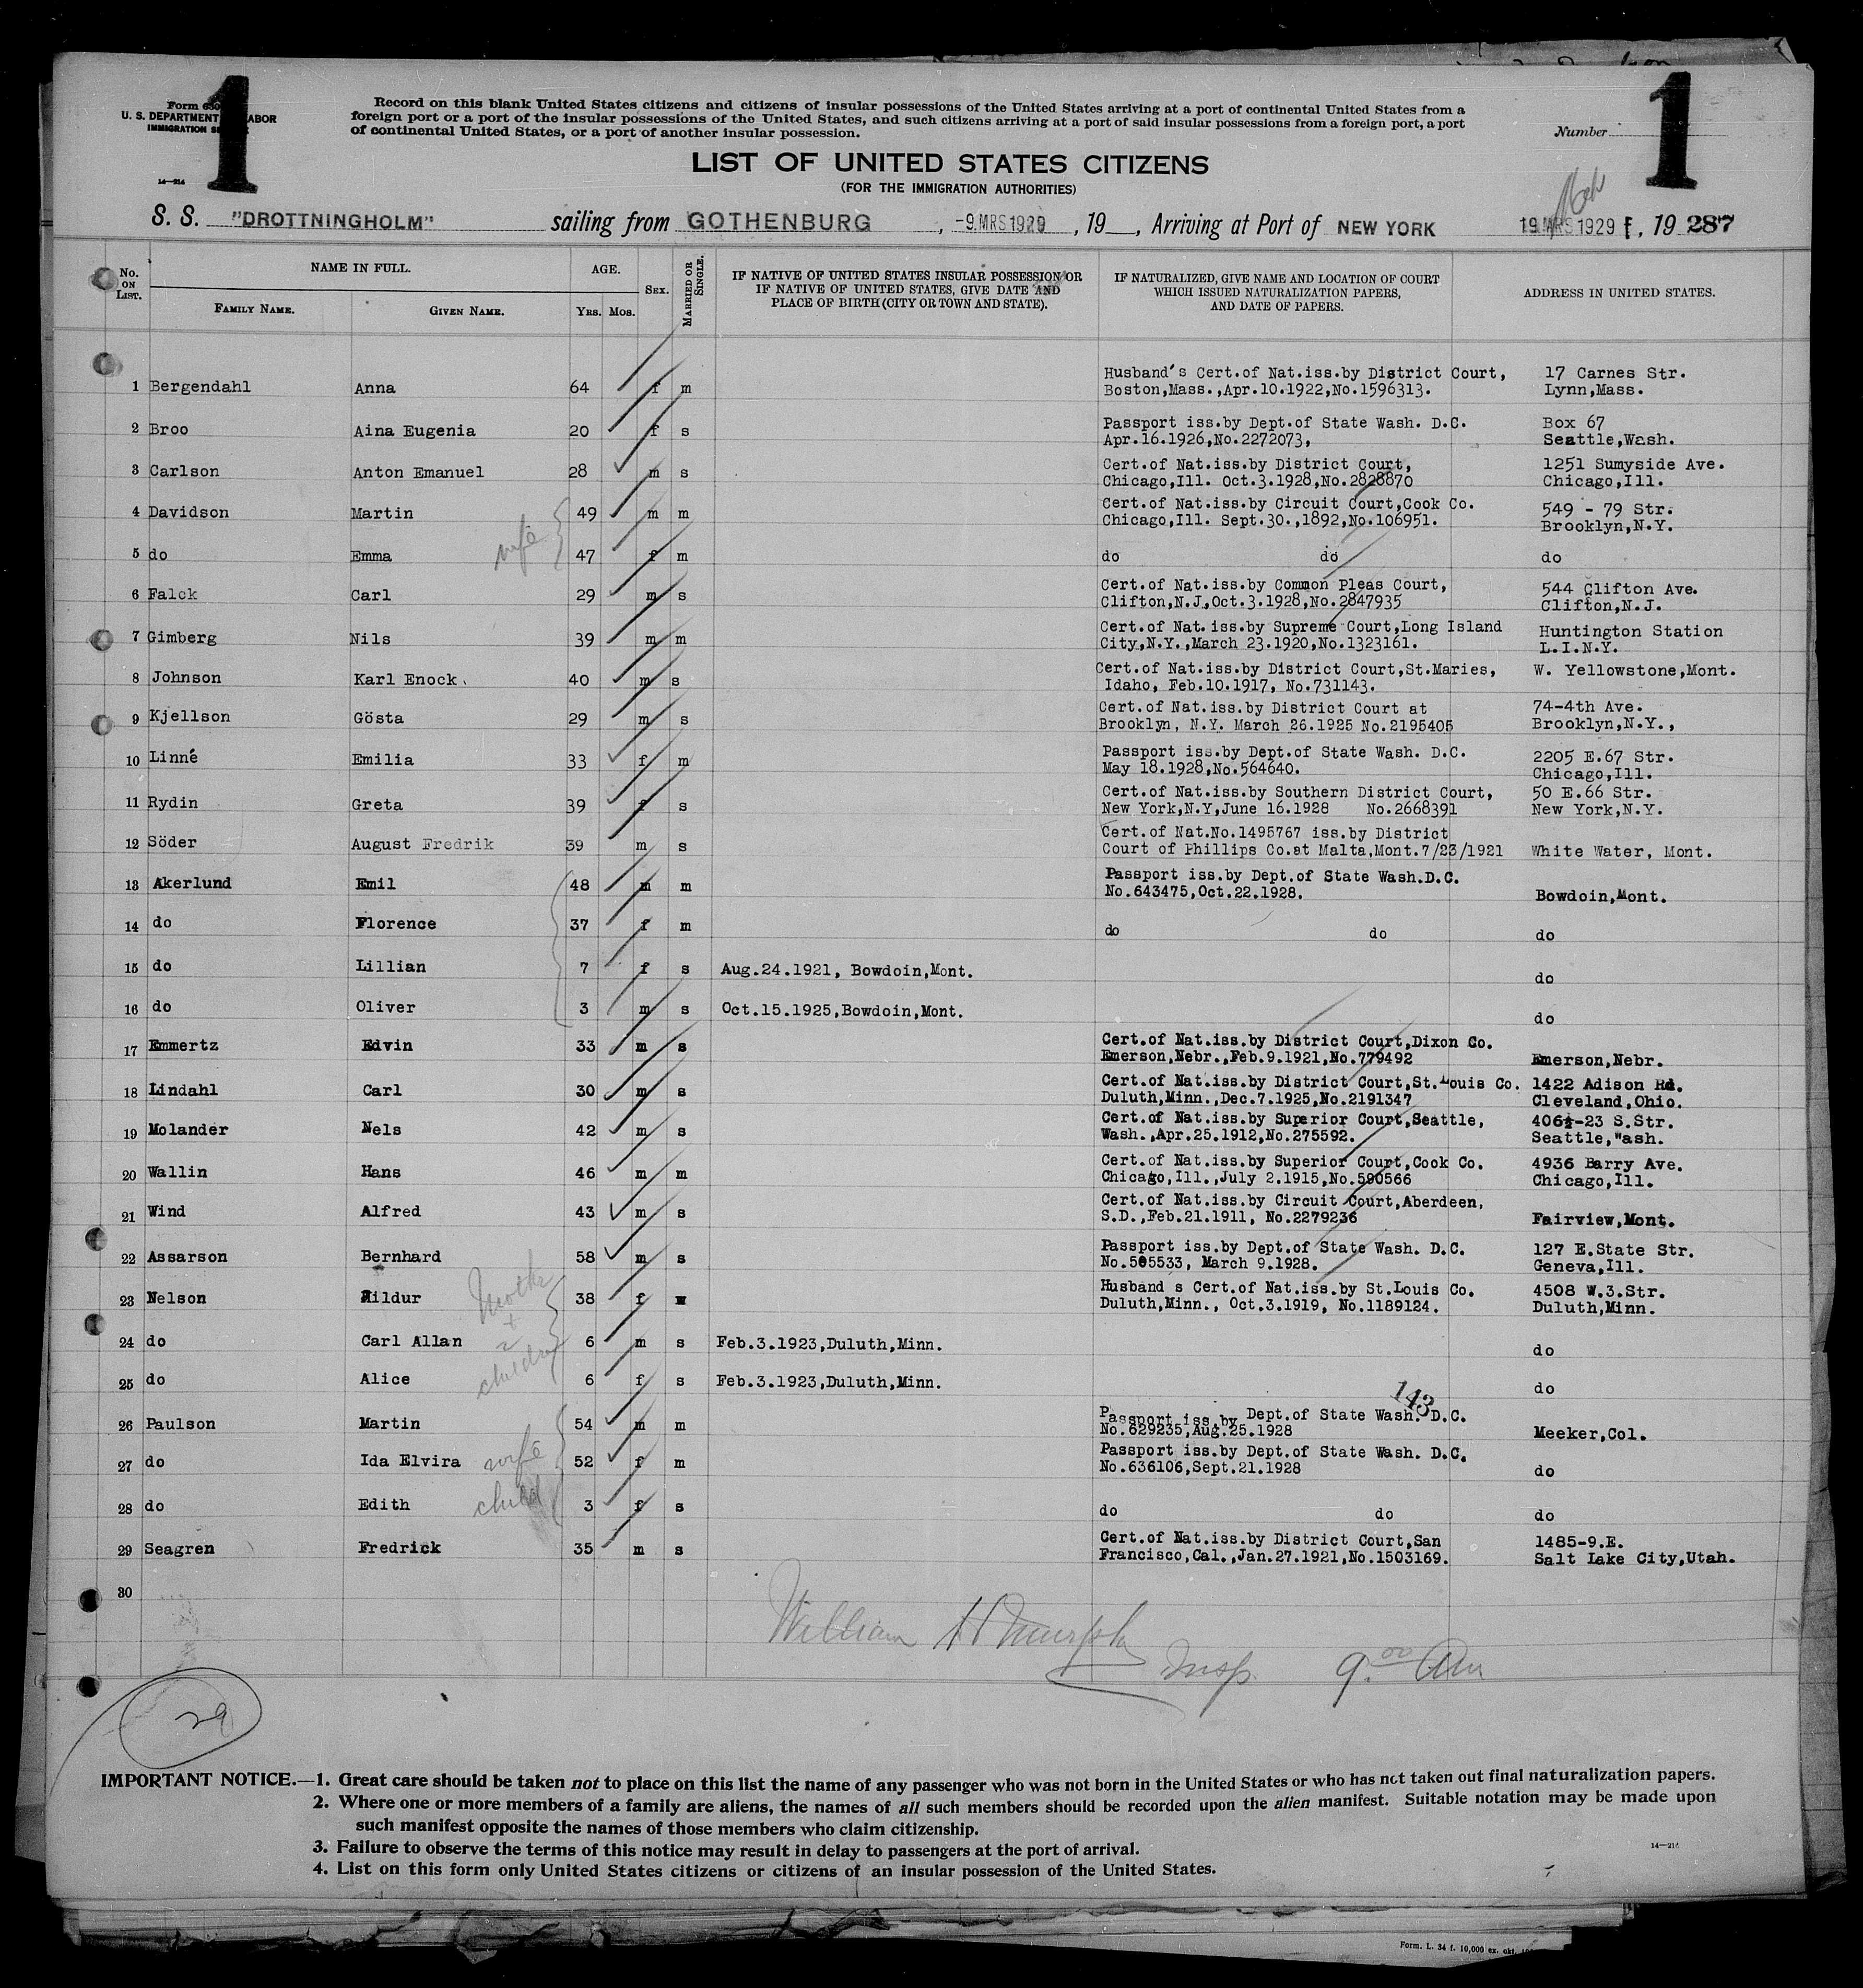 1
Form 630
U. S. DEPARTMENT LABOR
IMMIGRATION
14—214
Record on this blank United States citizens and citizens of insular possessions of the United States arriving at a port of continental United States from a
foreign port or a port of the insular possessions of the United States, and such citizens arriving at a port of said insular possessions from a foreign port, a port
of continental United States, or a port of another insular possession.
Number
1
LIST OF UNITED STATES CITIZENS
(FOR THE IMMIGRATION AUTHORITIES)
S. S. "DROTTNINGHOLM" sailing from GOTHENBURG, -9.MRS1929, 19 , Arriving at Port of NEW YORK 19 MRS 1929 , 19 287
No. ON LIST. NAME IN FULL. AGE. SEX. MARRIED OR SINGLE. IF NATIVE OF UNITED STATES INSULAR POSSESSION OR IF NATURALIZED, GIVE NAME AND LOCATION OF COURT ADDRESS IN UNITED STATES.
IF NATIVE OF UNITED STATES, GIVE DATE AND WHICH ISSUED NATURALIZATION PAPERS,
FAMILY NAME. GIVEN NAME. YRS. MOS. PLACE OF BIRTH (CITY OR TOWN AND STATE). AND DATE OF PAPERS.
Husband's Cert.of Nat.iss.by District Court, 17 Carnes Str.
1 Bergendahl Anna 64 f m Boston,Mass.,Apr.10.1922,No.1596313. Lynn,Mass.
Passport iss.by Dept.of State Wash. D.C. Box 67
2 Broo Aina Eugenia 20 f s Apr.16.1926,No.2272073, Seattle,Wash.
Cert.of Nat.iss.by District Court, 1251 Sumyside Ave.
3 Carlson Anton Emanuel 28 m s Chicago,Ill. Oct.3.1928,No.2828870 Chicago,Ill.
Cert.of Nat.iss.by Circuit Court,Cook Co. 549 - 79 Str.
4 Davidson Martin 49 m m Chicago,Ill. Sept.30.,1892,No.106951. Brooklyn,N.Y.
5 do Emma wife 47 f m do do do
Cert.of Nat.iss.by Common Pleas Court, 544 Clifton Ave.
6 Falck Carl 29 m s Clifton,N.J,Oct.3.1928,No.2847935 Clifton,N.J.
Cert.of Nat.iss.by Supreme Court,Long Island Huntington Station
7 Gimberg Nils 39 m m City,N.Y.,March 23.1920,No.1323161. L.I.N.Y.
Cert.of Nat.iss.by District Court,St.Maries, W. Yellowstone,Mont.
8 Johnson Karl Enock 40 m s Idaho, Feb.10.1917, No.731143.
Cert.of Nat.iss.by District Court at 74-4th Ave.
9 Kjellson Gösta 29 m s Brooklyn, N.Y. March 26.1925 No.2195405 Brooklyn,N.Y.,
Passport iss.by Dept.of State Wash. D.C. 2205 E.67 Str.
10 Linné Emilia 33 f m May 18.1928,No.564640. Chicago,Ill.
Cert.of Nat.iss.by Southern District Court, 50 E.66 Str.
11 Rydin Greta 39 f s New York,N.Y,June 16.1928 No.2668391 New York,N.Y.
Cert.of Nat.No.1495767 iss.by District
12 Söder August Fredrik 39 m s Court of Phillips Co.at Malta,Mont.7/23/1921 White Water, Mont.
Passport iss.by Dept.of State Wash.D.C.
13 Akerlund Emil 48 m m No.643475,Oct.22.1928. Bowdoin,Mont.
14 do Florence 37 f m do do do
15 do Lillian 7 f s Aug.24.1921, Bowdoin,Mont. do
16 do Oliver 3 m s Oct.15.1925,Bowdoin,Mont. do
Cert.of Nat.iss.by District Court,Dixon Co.
17 Emmertz Edvin 33 m s Emerson,Nebr.,Feb.9.1921,No.779492 Emerson,Nebr.
Cert.of Nat.iss.by District Court,St.Louis Co. 1422 Adison Rd.
18 Lindahl Carl 30 m s Duluth,Minn.,Dec.7.1925,No.2191347 Cleveland,Ohio.
Cert.of Nat.iss.by Superior Court,Seattle, 406½-23 S.Str.
19 Molander Nels 42 m s Wash.,Apr.25.1912,No.275592. Seattle,"ash.
Cert.of Nat.iss.by Superior Court,Cook Co. 4936 Barry Ave.
20 Wallin Hans 46 m m Chicago,Ill.,July 2.1915,No.590566 Chicago,Ill.
Cert.of Nat.iss.by Circuit Court,Aberdeen,
21 Wind Alfred 43 m s S.D.,Feb.21.1911, No.2279236 Fairview,Mont.
Passport iss.by Dept.of State Wash. D.C. 127 E.State Str.
22 Assarson Bernhard 58 m s No.505533, March 9.1928. Geneva,Ill.
Husband s Cert.of Nat.iss.by St.Louis Co. 4508 W.3.Str.
23 Nelson Hildur Mother 38 f w Duluth,Minn., Oct.3.1919, No.1189124. Duluth,Minn.
24 do Carl Allan + 2 6 m s Feb.3.1923,Duluth,Minn. do
25 do Alice children 6 f s Feb.3.1923,Duluth,Minn. do
143
Passport iss.by Dept.of State Wash. D.C.
26 Paulson Martin 54 m m No.629235,Aug.25.1928 Meeker,Col.
Passport iss.by Dept.of State Wash. D.C.
27 do Ida Elvira wife 52 f m No.636106,Sept.21.1928 do
28 do Edith child 3 f s do do do
Cert.of Nat.iss.by District Court,San 1485-9.E.
29 Seagren Fredrick 35 m s Francisco,Cal.,Jan.27.1921,No.1503169. Salt Lake City,Utah.
30
William H Murphy
Insp. 9.00 Am
29
IMPORTANT NOTICE.—1. Great care should be taken not to place on this list the name of any passenger who was not born in the United States or who has not taken out final naturalization papers.
2. Where one or more members of a family are aliens, the names of all such members should be recorded upon the alien manifest. Suitable notation may be made upon
such manifest opposite the names of those members who claim citizenship.
3. Failure to observe the terms of this notice may result in delay to passengers at the port of arrival.
4. List on this form only United States citizens or citizens of an insular possession of the United States.
14—214
Form. L. 34 f. 10,000 ex. okt.